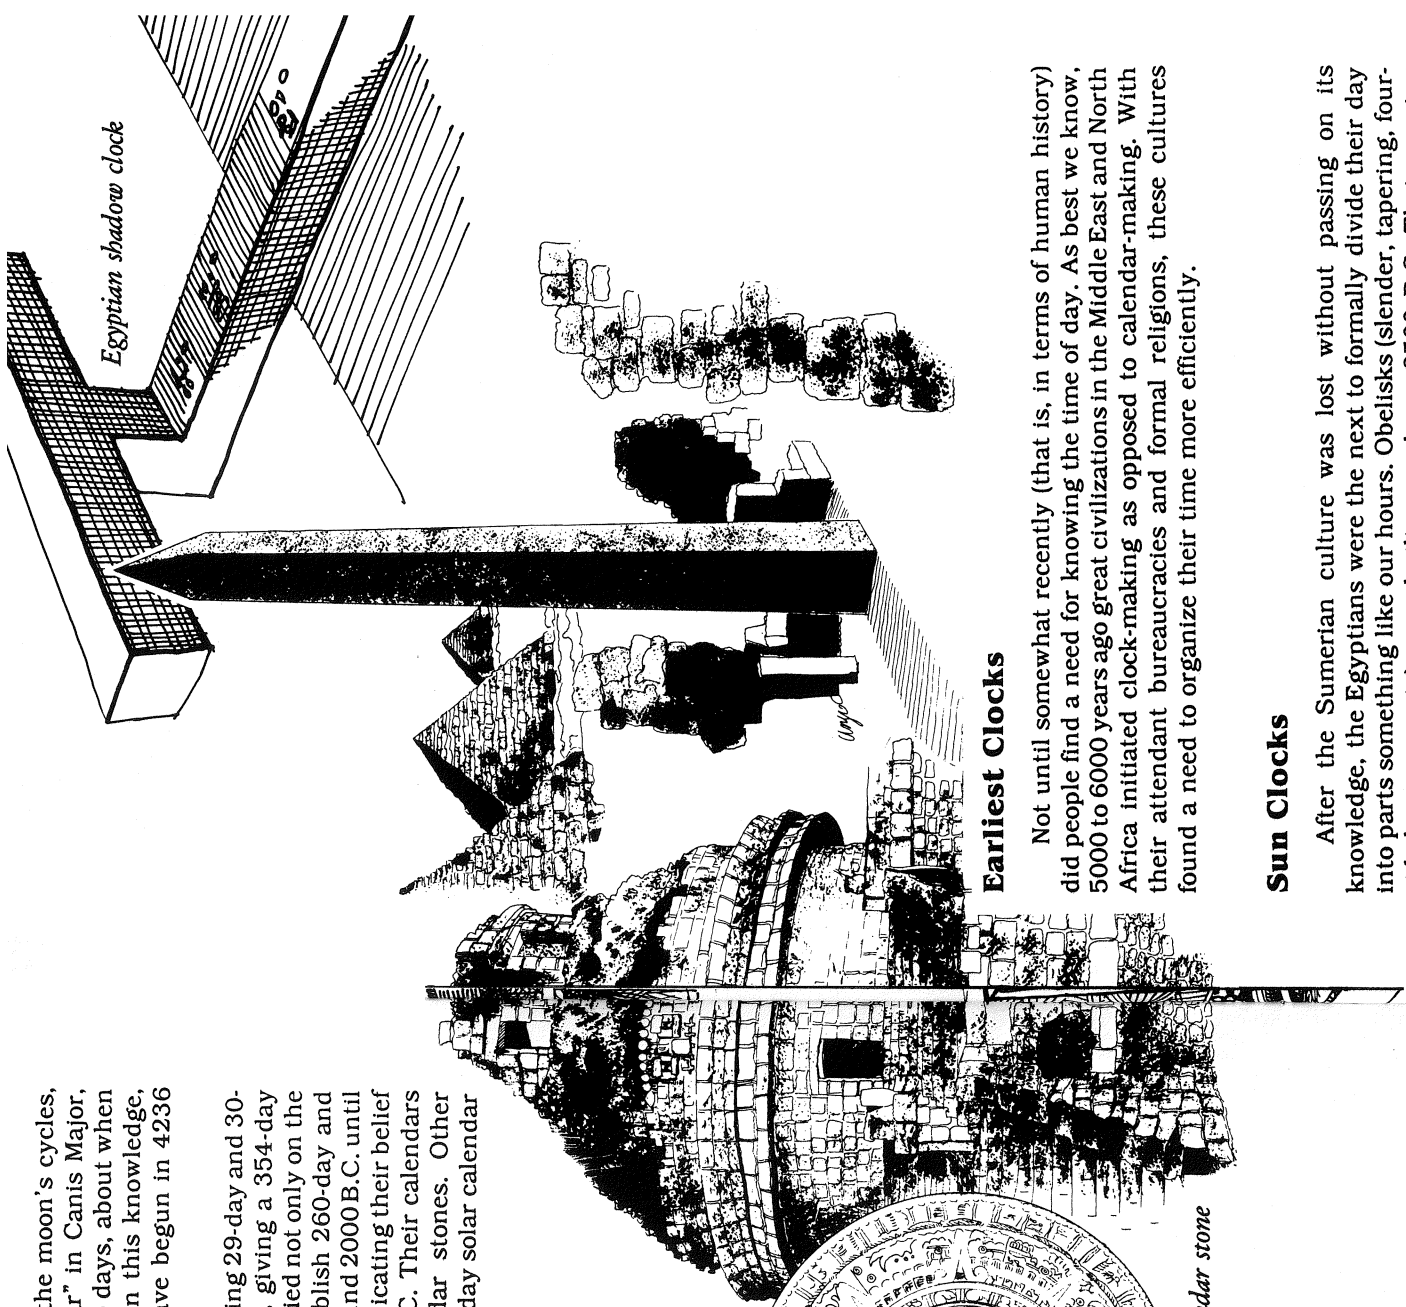 the moon's cycles,
r" in Canis Major,
days, about when
n this knowledge,
ave begun in 4236
ing 29-day and 30-
, giving a 354-day
ied not only on the
blish 260-day and
nd 2000 B.C. until
icating their belief
C. Their calendars
lar stones. Other
day solar calendar
dar stone
Egyptian shadow clock
Earliest Clocks
Not until somewhat recently (that is, in terms of human history)
did people find a need for knowing the time of day. As best we know,
5000 to 6000 years ago great civilizations in the Middle East and North
Africa initiated clock-making as opposed to calendar-making. With
their attendant bureaucracies and formal religions, these cultures
found a need to organize their time more efficiently.
Sun Clocks
After the Sumerian culture was lost without passing on its
knowledge, the Egyptians were the next to formally divide their day
into parts something like our hours. Obelisks (slender, tapering, four-